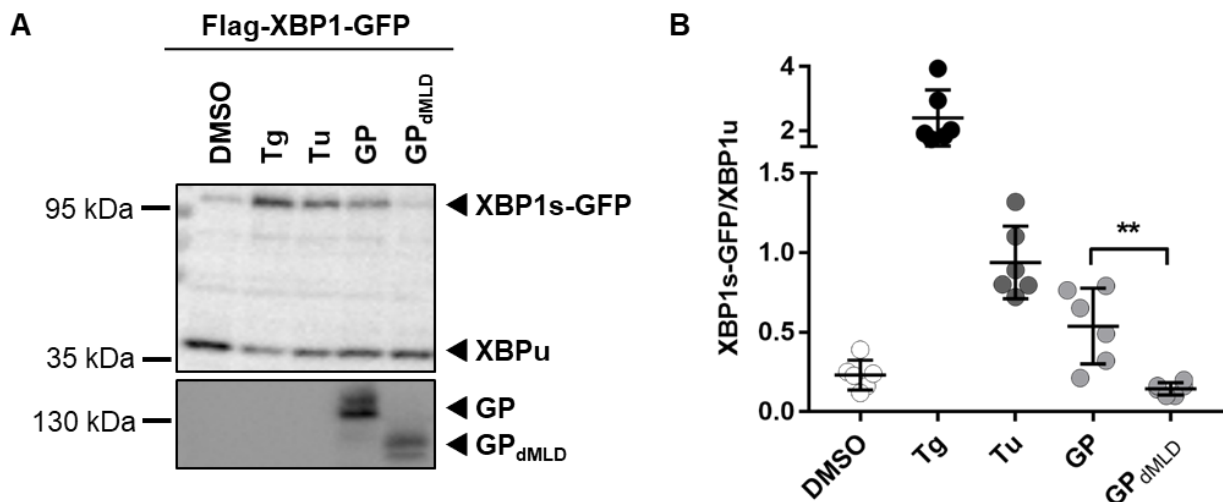 A
Flag-XBP1-GFP
DMSO
Tg
Tu
GP
GPdMLD
95 kDa
XBP1s-GFP
35 kDa
XBPu
130 kDa
GP
GPdMLD
B
XBP1s-GFP/XBP1u
4
2
1.5
1.0
0.5
0.0
**
DMSO
Tg
Tu
GP
GPdMLD